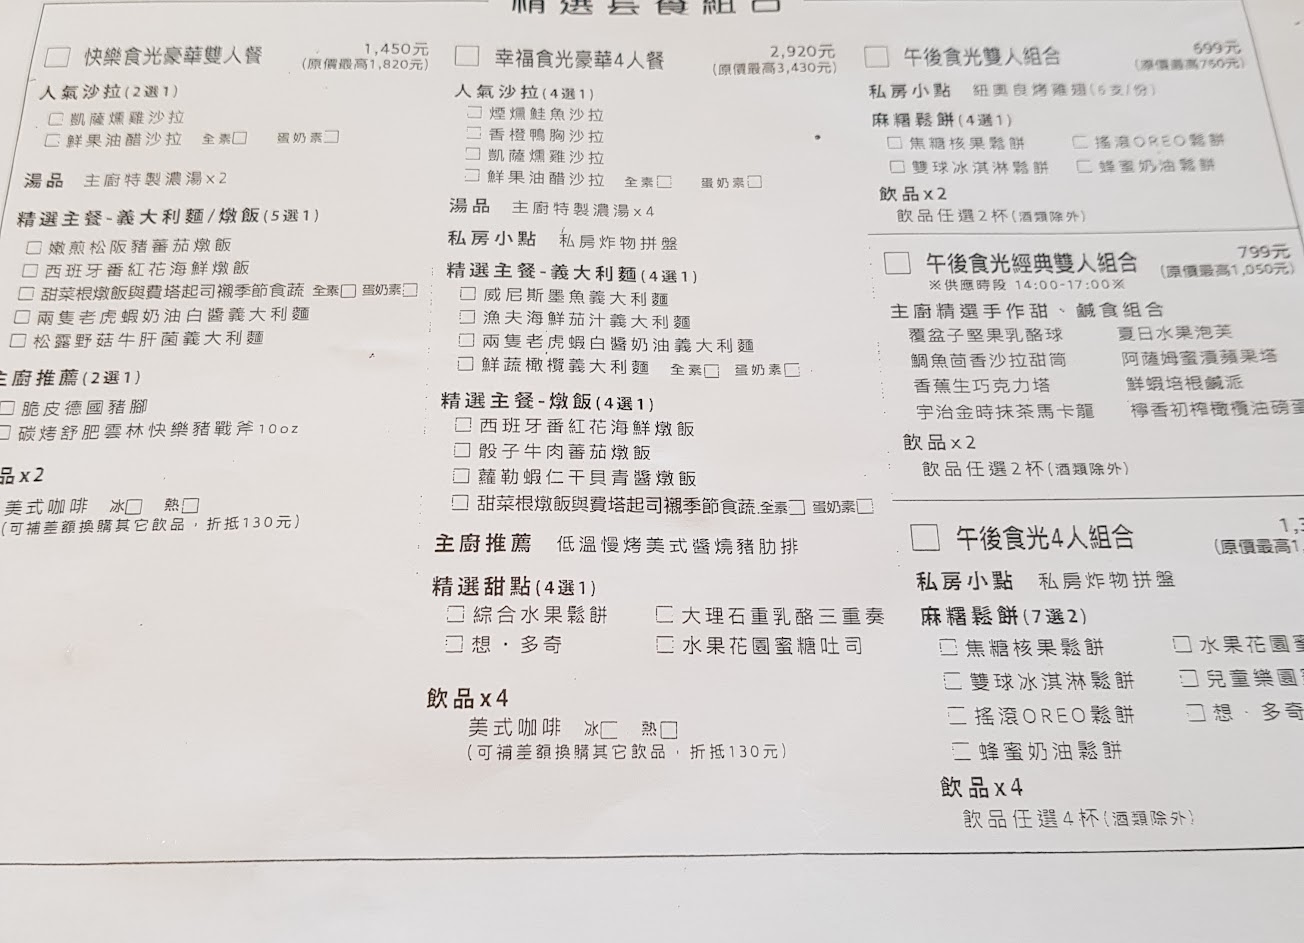 精選套餐組合
快樂食光豪華雙人餐 1,450元
(原價最高1,820元)
人氣沙拉(2選1)
凱薩燻雞沙拉
鮮果油醋沙拉 全素 蛋奶素
湯品 主廚特製濃湯x2
精選主餐-義大利麵/燉飯(5選1)
嫩煎松阪豬蕃茄燉飯
西班牙番紅花海鮮燉飯
甜菜根燉飯與費塔起司襯季節食蔬 全素 蛋奶素
兩隻老虎蝦奶油白醬義大利麵
松露野菇牛肝菌義大利麵
主廚推薦(2選1)
脆皮德國豬腳
碳烤舒肥雲林快樂豬戰斧10oz
品x2
美式咖啡 冰 熱
(可補差額換購其它飲品，折抵130元)
幸福食光豪華4人餐 2,920元
(原價最高3,430元)
人氣沙拉(4選1)
煙燻鮭魚沙拉
香橙鴨胸沙拉
凱薩燻雞沙拉
鮮果油醋沙拉 全素 蛋奶素
湯品 主廚特製濃湯x4
私房小點 私房炸物拼盤
精選主餐-義大利麵(4選1)
威尼斯墨魚義大利麵
漁夫海鮮茄汁義大利麵
兩隻老虎蝦白醬奶油義大利麵
鮮蔬橄欖義大利麵 全素 蛋奶素
精選主餐-燉飯(4選1)
西班牙番紅花海鮮燉飯
骰子牛肉蕃茄燉飯
蘿勒蝦仁干貝青醬燉飯
甜菜根燉飯與費塔起司襯季節食蔬 全素 蛋奶素
主廚推薦 低溫慢烤美式醬燒豬肋排
精選甜點(4選1)
綜合水果鬆餅 大理石重乳酪三重奏
想·多奇 水果花園蜜糖吐司
飲品x4
美式咖啡 冰 熱
(可補差額換購其它飲品，折抵130元)
午後食光雙人組合 699元
(原價最高760元)
私房小點 紐奧良烤雞翅(6支/份)
麻糬鬆餅(4選1)
焦糖核果鬆餅 搖滾OREO鬆餅
雙球冰淇淋鬆餅 蜂蜜奶油鬆餅
飲品x2
飲品任選2杯(酒類除外)
午後食光經典雙人組合 799元
(原價最高1,050元)
※供應時段 14:00-17:00※
主廚精選手作甜、鹹食組合
覆盆子堅果乳酪球 夏日水果泡芙
鯛魚茴香沙拉甜筒 阿薩姆蜜漬蘋果塔
香蕉生巧克力塔 鮮蝦培根鹹派
宇治金時抹茶馬卡龍 檸香初榨橄欖油磅蛋
飲品x2
飲品任選2杯(酒類除外)
午後食光4人組合 1,3
(原價最高1,
私房小點 私房炸物拼盤
麻糬鬆餅(7選2)
焦糖核果鬆餅 水果花園蜜
雙球冰淇淋鬆餅 兒童樂園
搖滾OREO鬆餅 想·多奇
蜂蜜奶油鬆餅
飲品x4
飲品任選4杯(酒類除外)